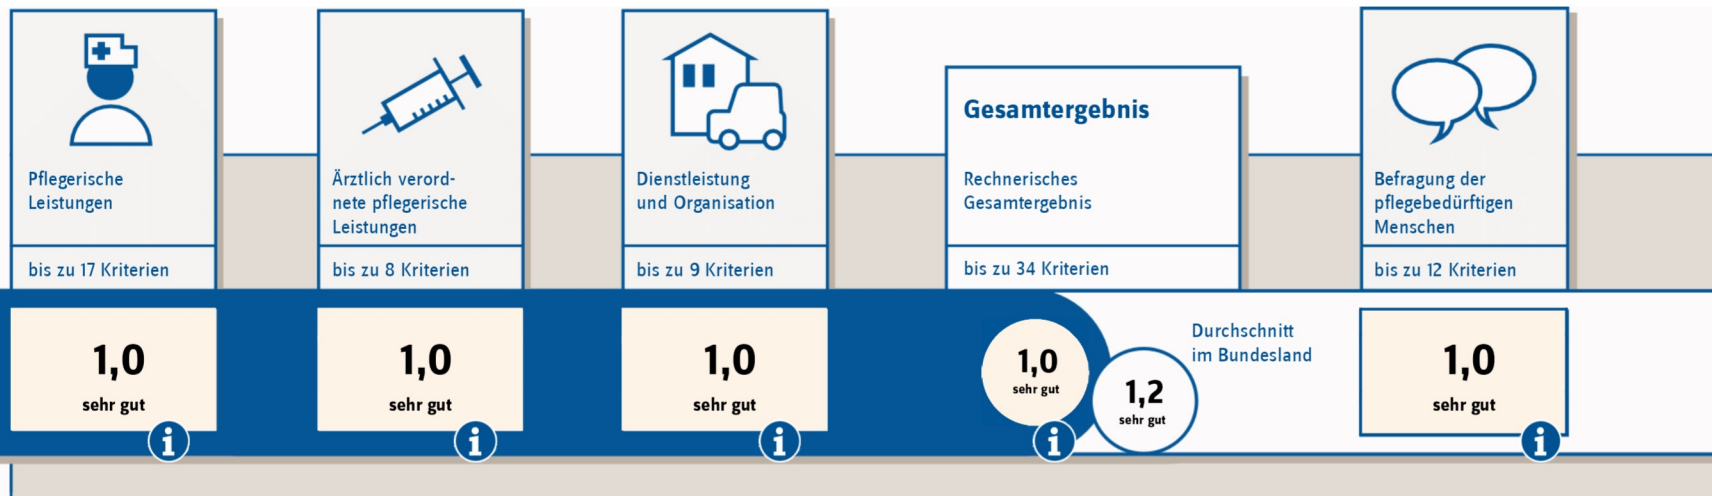 Pflegerische
Leistungen
bis zu 17 Kriterien
1,0
sehr gut
i
Ärztlich verord-
nete pflegerische
Leistungen
bis zu 8 Kriterien
1,0
sehr gut
i
Dienstleistung
und Organisation
bis zu 9 Kriterien
1,0
sehr gut
i
Gesamtergebnis
Rechnerisches
Gesamtergebnis
bis zu 34 Kriterien
1,0
sehr gut
i
1,2
sehr gut
Durchschnitt
im Bundesland
Befragung der
pflegebedürftigen
Menschen
bis zu 12 Kriterien
1,0
sehr gut
i